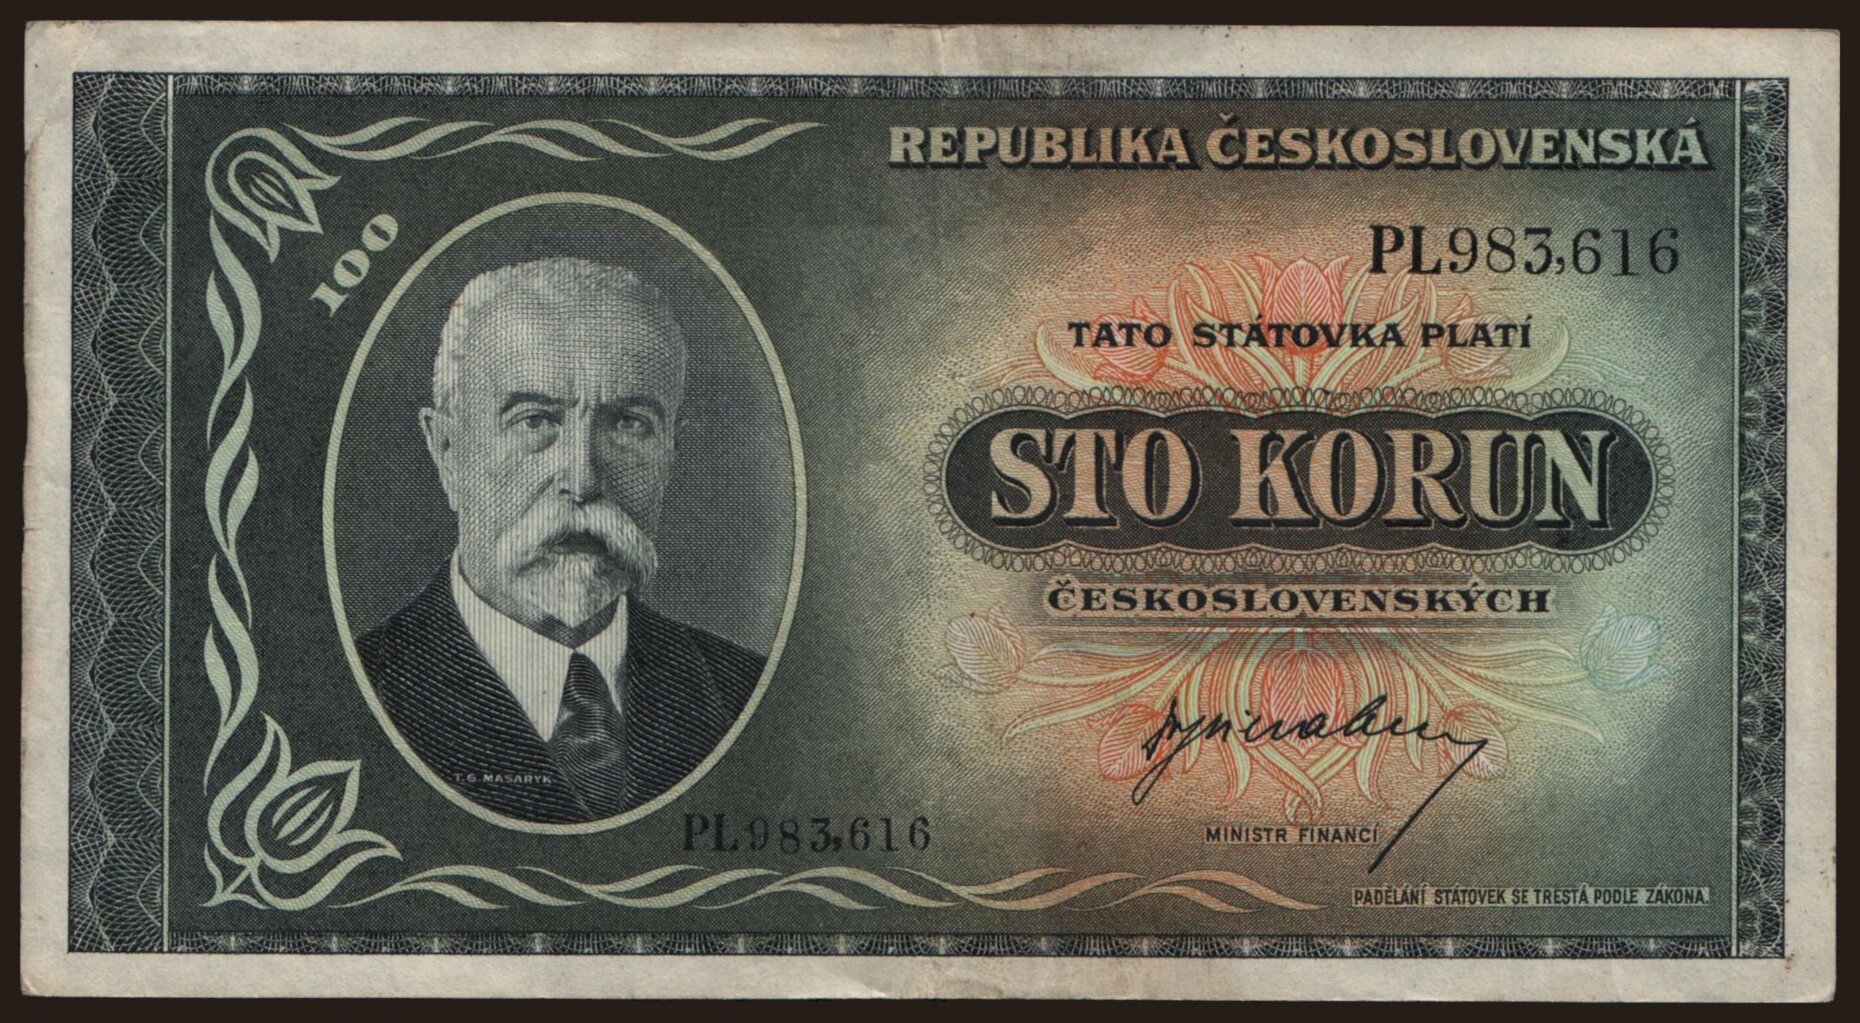 REPUBLIKA ČESKOSLOVENSKÁ
100
PL983,616
TATO STÁTOVKA PLATÍ
STO KORUN
ČESKOSLOVENSKÝCH
T.G.MASARYK
PL983,616
MINISTR FINANCÍ
PADĚLÁNÍ STÁTOVEK SE TRESTÁ PODLE ZÁKONA.